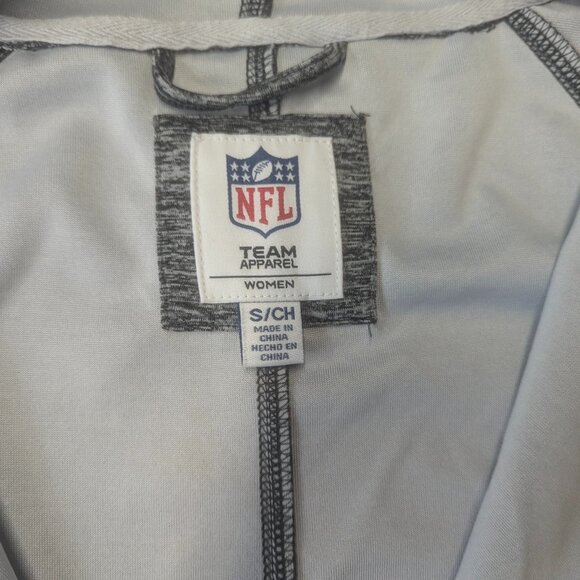 NFL
TEAM
APPAREL
WOMEN
S/CH
MADE IN
CHINA
HECHO EN
CHINA